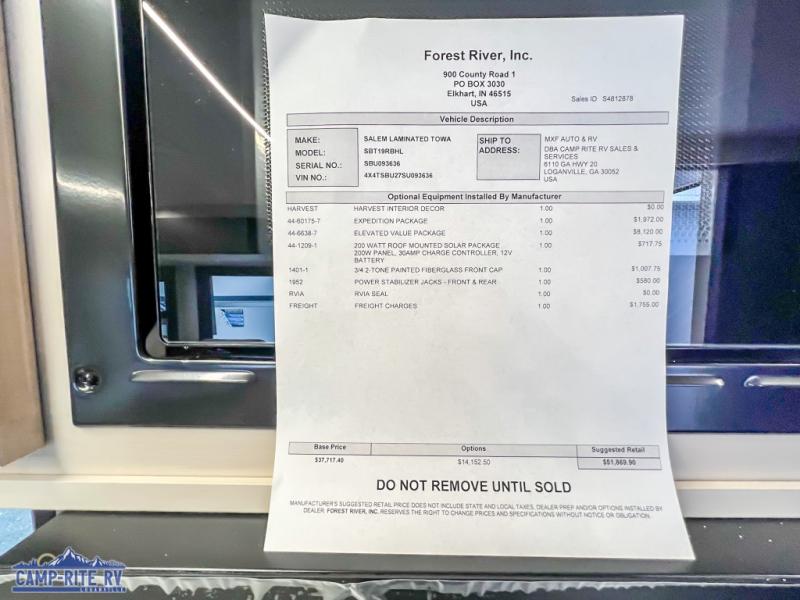 Forest River, Inc.
900 County Road 1
PO BOX 3030
Elkhart, IN 46515
USA
Sales ID S4812878
Vehicle Description
MAKE: SALEM LAMINATED TOWA
MODEL: SBT19RBHL
SERIAL NO.: SBU093636
VIN NO.: 4X4TSBU27SU093636
SHIP TO
ADDRESS:
MXF AUTO & RV
DBA CAMP RITE RV SALES &
SERVICES
6110 GA HWY 20
LOGANVILLE, GA 30052
USA
Optional Equipment Installed By Manufacturer
HARVEST HARVEST INTERIOR DECOR 1.00 $0.00
44-60175-7 EXPEDITION PACKAGE 1.00 $1,972.00
44-6638-7 ELEVATED VALUE PACKAGE 1.00 $8,120.00
44-1209-1 200 WATT ROOF MOUNTED SOLAR PACKAGE 1.00 $717.75
200W PANEL, 30AMP CHARGE CONTROLLER, 12V
BATTERY
1401-1 3/4 2-TONE PAINTED FIBERGLASS FRONT CAP 1.00 $1,007.75
1952 POWER STABILIZER JACKS - FRONT & REAR 1.00 $580.00
RVIA RVIA SEAL 1.00 $0.00
FREIGHT FREIGHT CHARGES 1.00 $1,755.00
Base Price Options Suggested Retail
$37,717.40 $14,152.50 $51,869.90
DO NOT REMOVE UNTIL SOLD
MANUFACTURER'S SUGGESTED RETAIL PRICE DOES NOT INCLUDE STATE AND LOCAL TAXES, DEALER PREP AND/OR OPTIONS INSTALLED BY
DEALER. FOREST RIVER, INC. RESERVES THE RIGHT TO CHANGE PRICES AND SPECIFICATIONS WITHOUT NOTICE OR OBLIGATION.
CAMP-RITE RV
LOGANVILLE